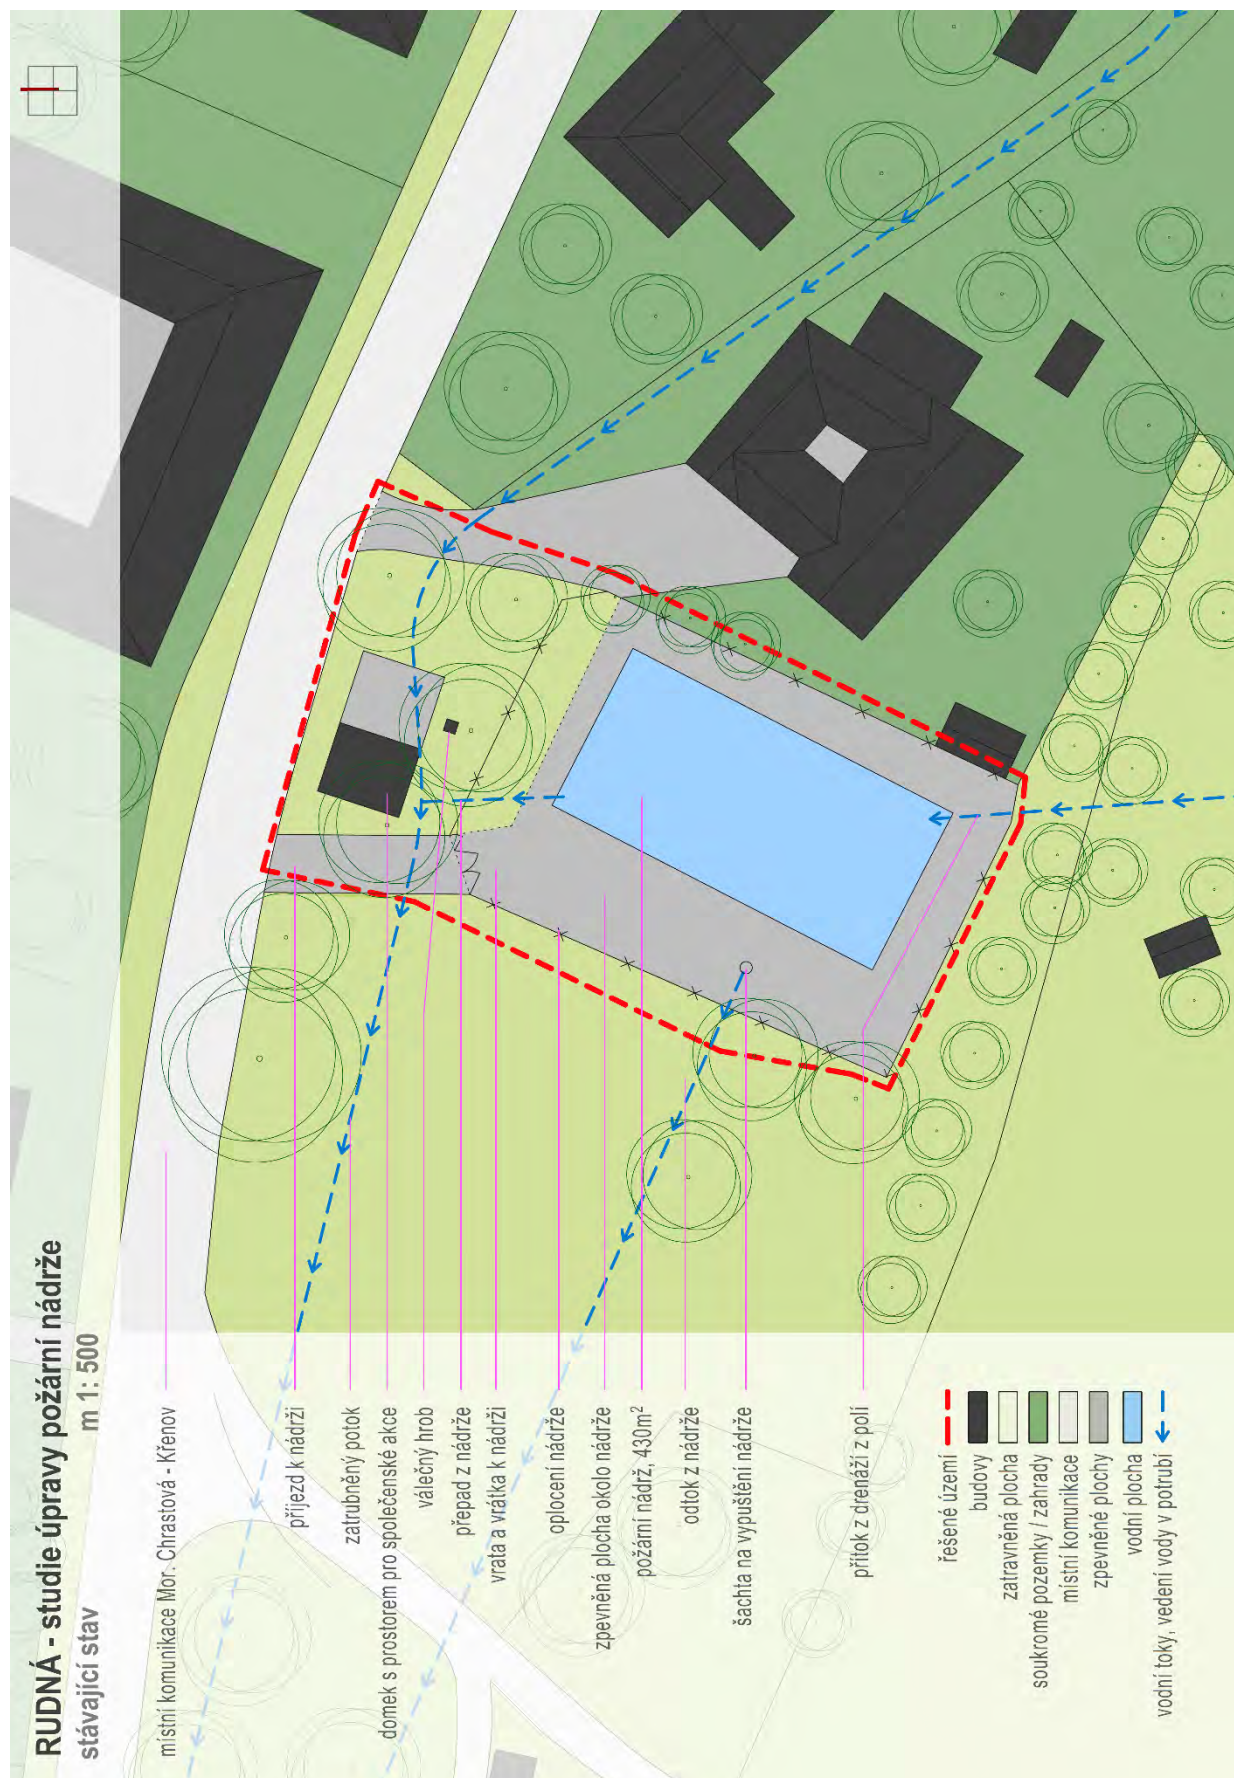 RUDNÁ - studie úpravy požární nádrže
stávající stav
m 1: 500
místní komunikace Mor. Chrastová - Křenov
příjezd k nádrži
zatrubněný potok
domek s prostorem pro společenské akce
válečný hrob
přepad z nádrže
vrata a vrátka k nádrži
oplocení nádrže
zpevněná plocha okolo nádrže
požární nádrž, 430m²
odtok z nádrže
šachta na vypuštění nádrže
přítok z drenáží z polí
řešené území
budovy
zatravněná plocha
soukromé pozemky / zahrady
místní komunikace
zpevněné plochy
vodní plocha
vodní toky, vedení vody v potrubí